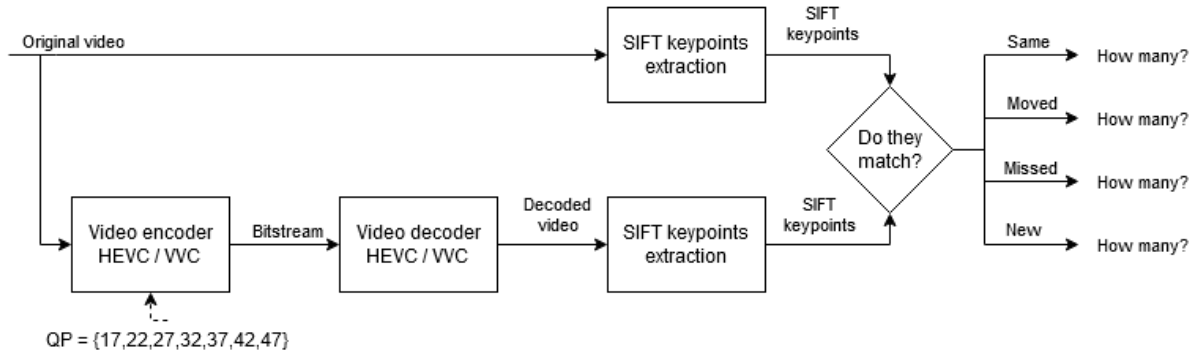 Original video
SIFT keypoints
extraction
SIFT
keypoints
Do they
match?
Same
How many?
Moved
How many?
Missed
How many?
New
How many?
Video encoder
HEVC / VVC
Bitstream
Video decoder
HEVC / VVC
Decoded
video
SIFT keypoints
extraction
SIFT
keypoints
QP = {17,22,27,32,37,42,47}